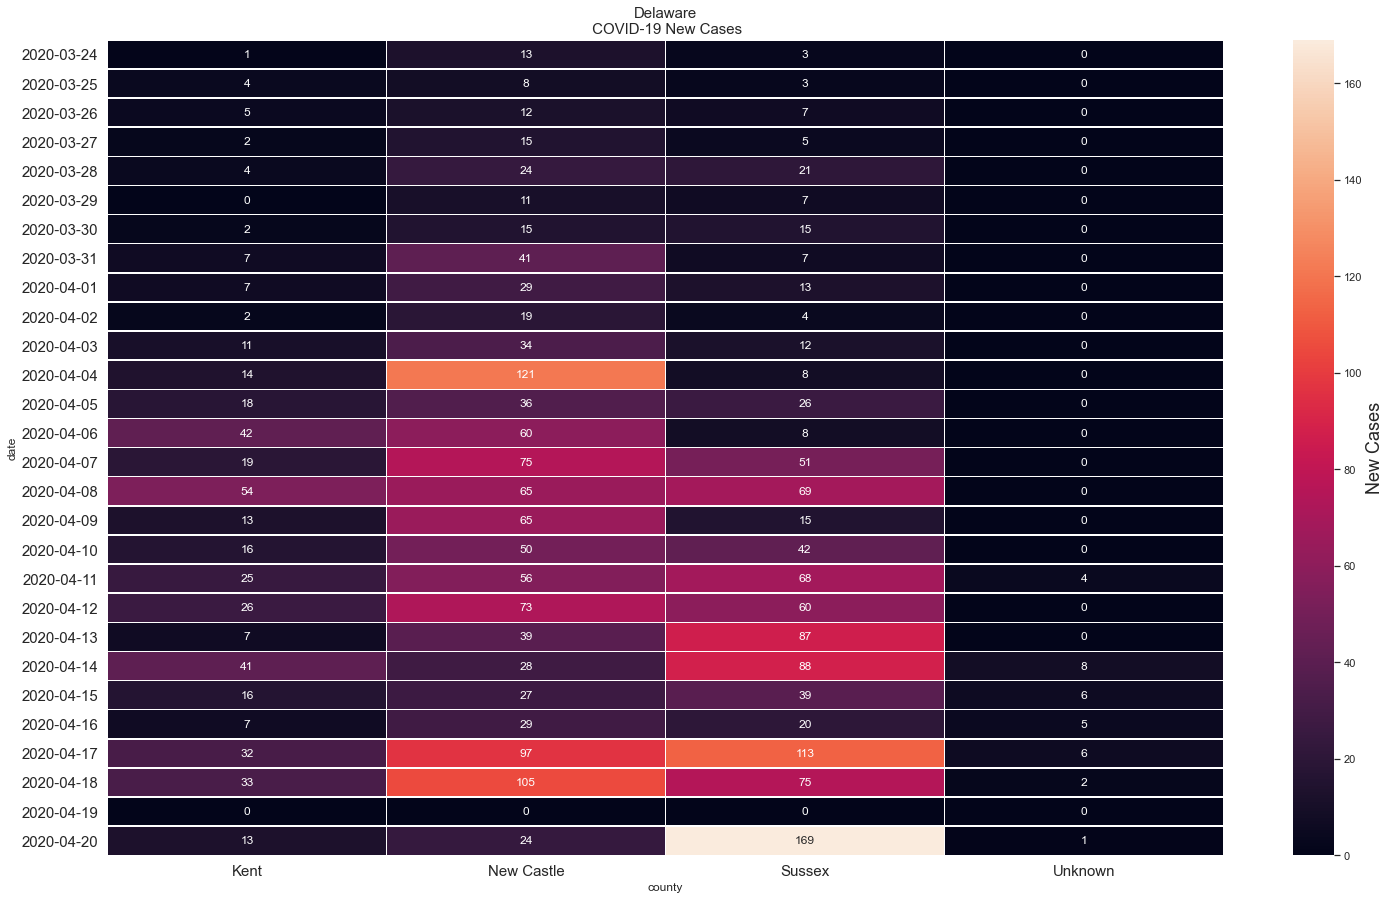 Delaware
COVID-19 New Cases
2020-03-24 1 13 3 0
2020-03-25 4 8 3 0
2020-03-26 5 12 7 0
2020-03-27 2 15 5 0
2020-03-28 4 24 21 0
2020-03-29 0 11 7 0
2020-03-30 2 15 15 0
2020-03-31 7 41 7 0
2020-04-01 7 29 13 0
2020-04-02 2 19 4 0
2020-04-03 11 34 12 0
2020-04-04 14 121 8 0
2020-04-05 18 36 26 0
2020-04-06 42 60 8 0
2020-04-07 19 75 51 0
2020-04-08 54 65 69 0
2020-04-09 13 65 15 0
2020-04-10 16 50 42 0
2020-04-11 25 56 68 4
2020-04-12 26 73 60 0
2020-04-13 7 39 87 0
2020-04-14 41 28 88 8
2020-04-15 16 27 39 6
2020-04-16 7 29 20 5
2020-04-17 32 97 113 6
2020-04-18 33 105 75 2
2020-04-19 0 0 0 0
2020-04-20 13 24 169 1
Kent New Castle Sussex Unknown
county
date
160
140
120
100
80
60
40
20
0
New Cases